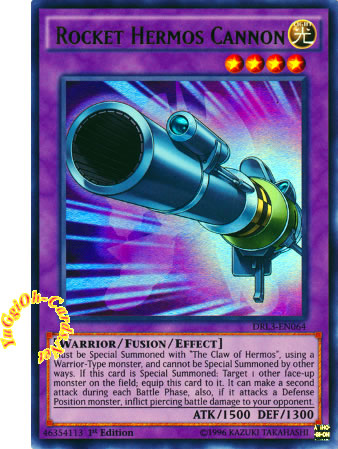 ROCKET HERMOS CANNON
光
DRL3-EN064
[WARRIOR/FUSION/EFFECT]
Must be Special Summoned with "The Claw of Hermos", using a
Warrior-Type monster, and cannot be Special Summoned by other
ways. If this card is Special Summoned: Target 1 other face-up
monster on the field; equip this card to it. It can make a second
attack during each Battle Phase, also, if it attacks a Defense
Position monster, inflict piercing battle damage to your opponent.
ATK/1500 DEF/1300
46354113 1st Edition ©1996 KAZUKI TAKAHASHI